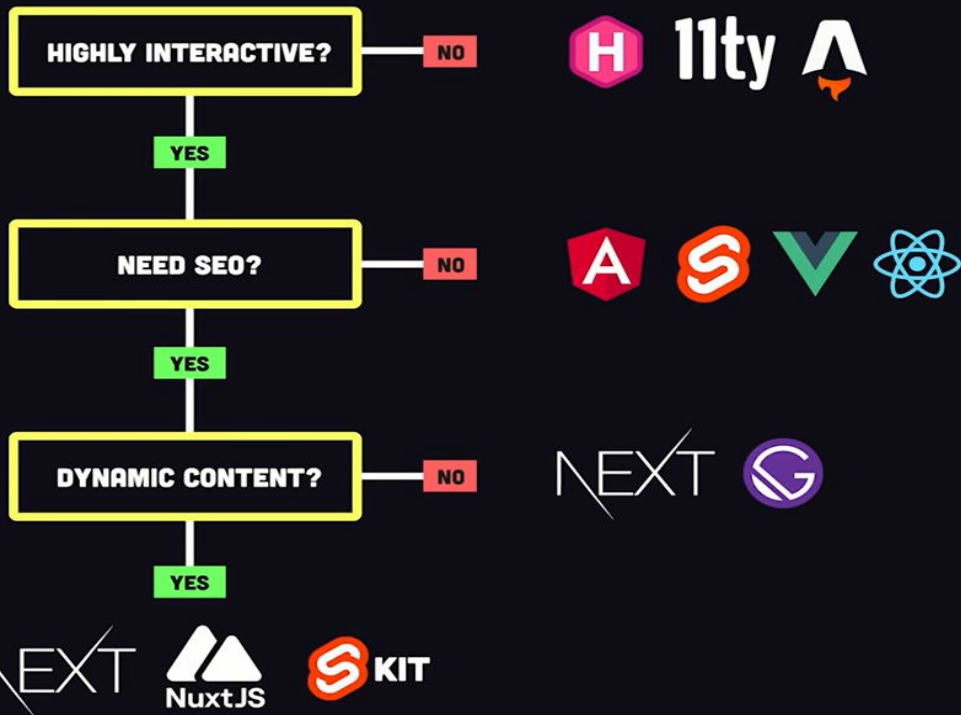 HIGHLY INTERACTIVE?
NO
H 11ty
YES
NEED SEO?
NO
A
YES
DYNAMIC CONTENT?
NO
NEXT G
YES
NEXT NuxtJS KIT